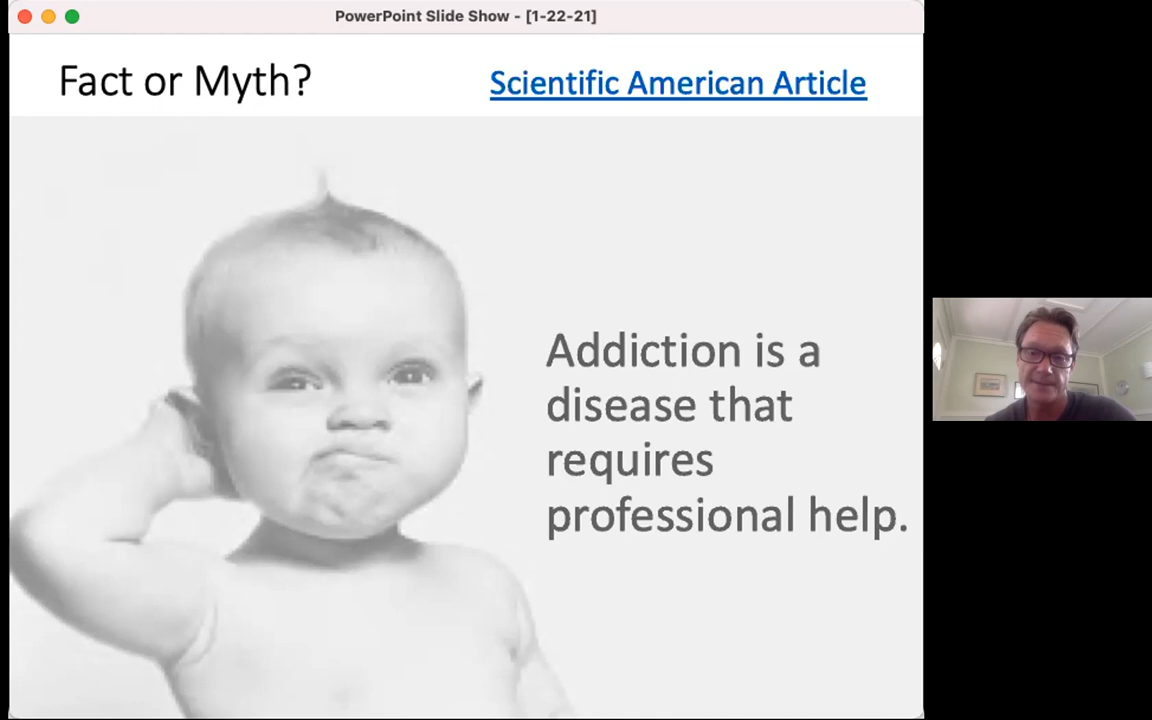 PowerPoint Slide Show - [1-22-21]
Fact or Myth?
Scientific American Article
Addiction is a
disease that
requires
professional help.